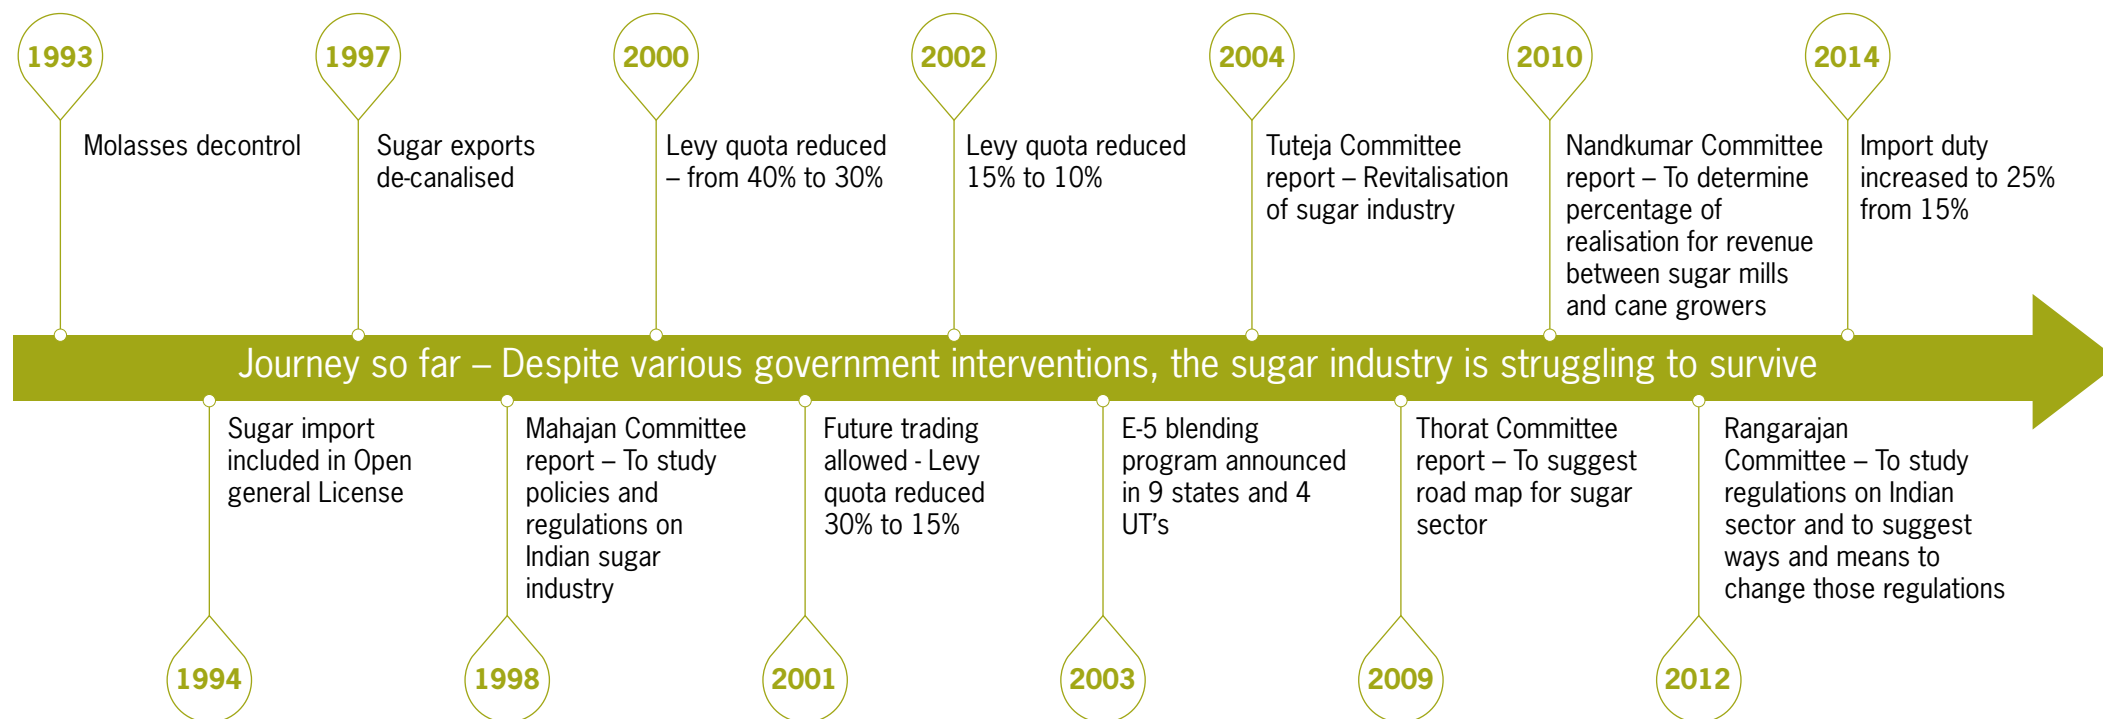 1993
Molasses decontrol
1997
Sugar exports
de-canalised
2000
Levy quota reduced
– from 40% to 30%
2002
Levy quota reduced
15% to 10%
2004
Tuteja Committee
report – Revitalisation
of sugar industry
2010
Nandkumar Committee
report – To determine
percentage of
realisation for revenue
between sugar mills
and cane growers
2014
Import duty
increased to 25%
from 15%
Journey so far – Despite various government interventions, the sugar industry is struggling to survive
Sugar import
included in Open
general License
1994
Mahajan Committee
report – To study
policies and
regulations on
Indian sugar
industry
1998
Future trading
allowed - Levy
quota reduced
30% to 15%
2001
E-5 blending
program announced
in 9 states and 4
UT's
2003
Thorat Committee
report – To suggest
road map for sugar
sector
2009
Rangarajan
Committee – To study
regulations on Indian
sector and to suggest
ways and means to
change those regulations
2012